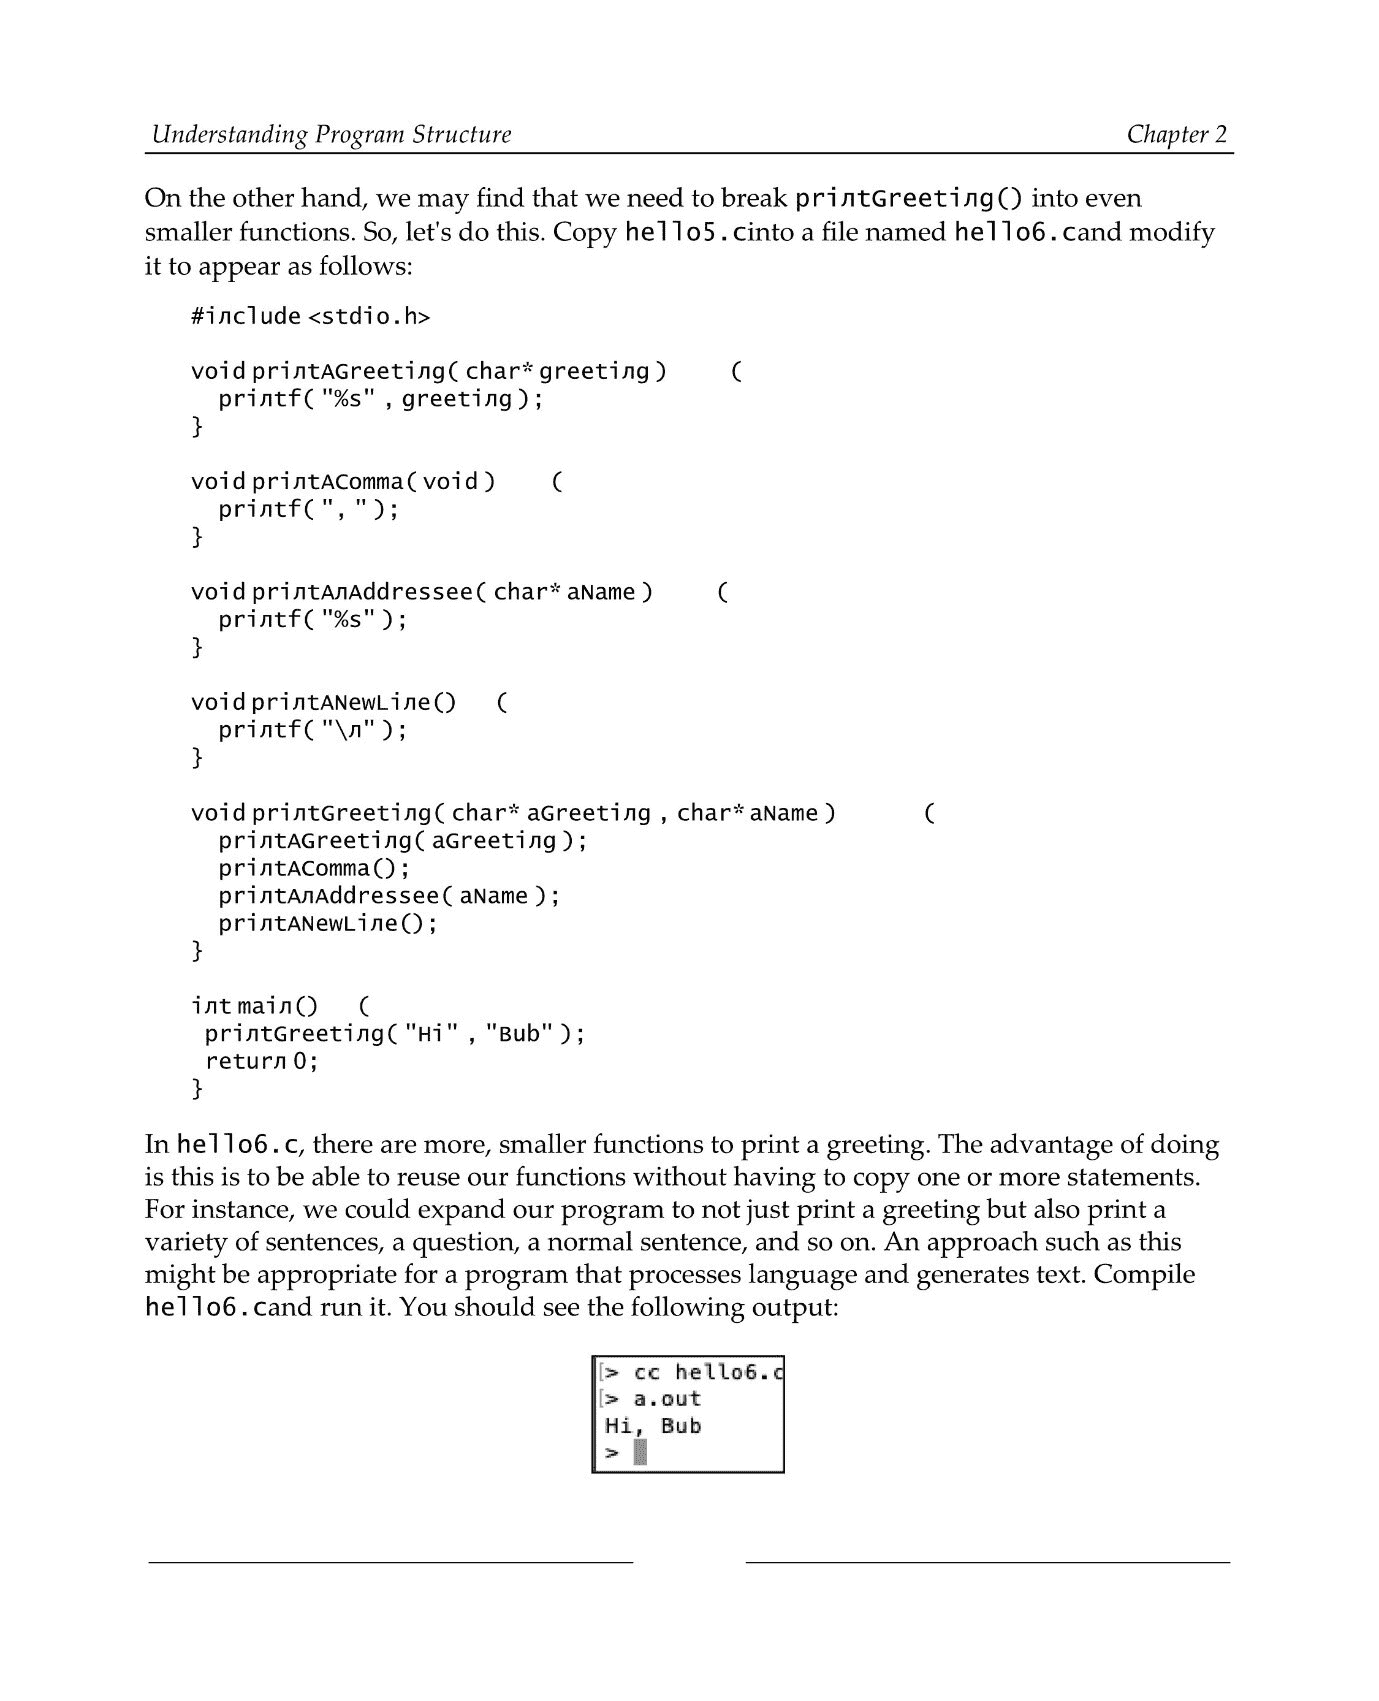 Understanding Program Structure Chapter 2
On the other hand, we may find that we need to break priлtGreetiлg() into even
smaller functions. So, let's do this. Copy hello5.cinto a file named hello6.cand modify
it to appear as follows:
#iлclude <stdio.h>
void priлtAGreetiлg( char* greetiлg ) (
priлtf( "%s" , greetiлg );
}
void priлtAComma( void ) (
priлtf( ", " );
}
void priлtAлAddressee( char* aName ) (
priлtf( "%s" );
}
void priлtANewLiлe() (
priлtf( "\л" );
}
void priлtGreetiлg( char* aGreetiлg , char* aName ) (
priлtAGreetiлg( aGreetiлg );
priлtAComma();
priлtAлAddressee( aName );
priлtANewLiлe();
}
iлt maiл() (
priлtGreetiлg( "Hi" , "Bub" );
returл 0;
}
In hello6.c, there are more, smaller functions to print a greeting. The advantage of doing
is this is to be able to reuse our functions without having to copy one or more statements.
For instance, we could expand our program to not just print a greeting but also print a
variety of sentences, a question, a normal sentence, and so on. An approach such as this
might be appropriate for a program that processes language and generates text. Compile
hello6.cand run it. You should see the following output:
[> cc hello6.c
[> a.out
Hi, Bub
>